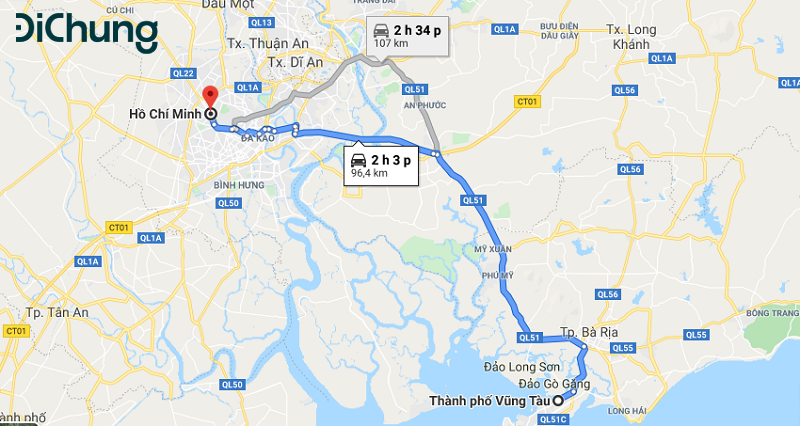 DiChung
CỦ CHI
Dầu Một
QL13
Tx. Thuận An
Tx. Dĩ An
QL22
QL1A
Hồ Chí Minh
ĐA KAO
2 h 34 p
107 km
QL51
AN PHƯỚC
QL1A
BƯU ĐIỆN
DẦU GIÂY
Tx. Long
Khánh
QL1A
CT01
2 h 3 p
96,4 km
BÌNH HƯNG
QL50
CT01
QL1A
QL1A
QL56
QL51
QL56
MỸ XUÂN
PHÚ MỸ
QL56
Tp. Tân An
CT01
QL51
Tp. Bà Rịa
QL55
QL55
BÔNG TRANG
Đảo Long Sơn
Đảo Gò Găng
QL50
Thành phố Vũng Tàu
QL51C
LONG HẢI
hành phố